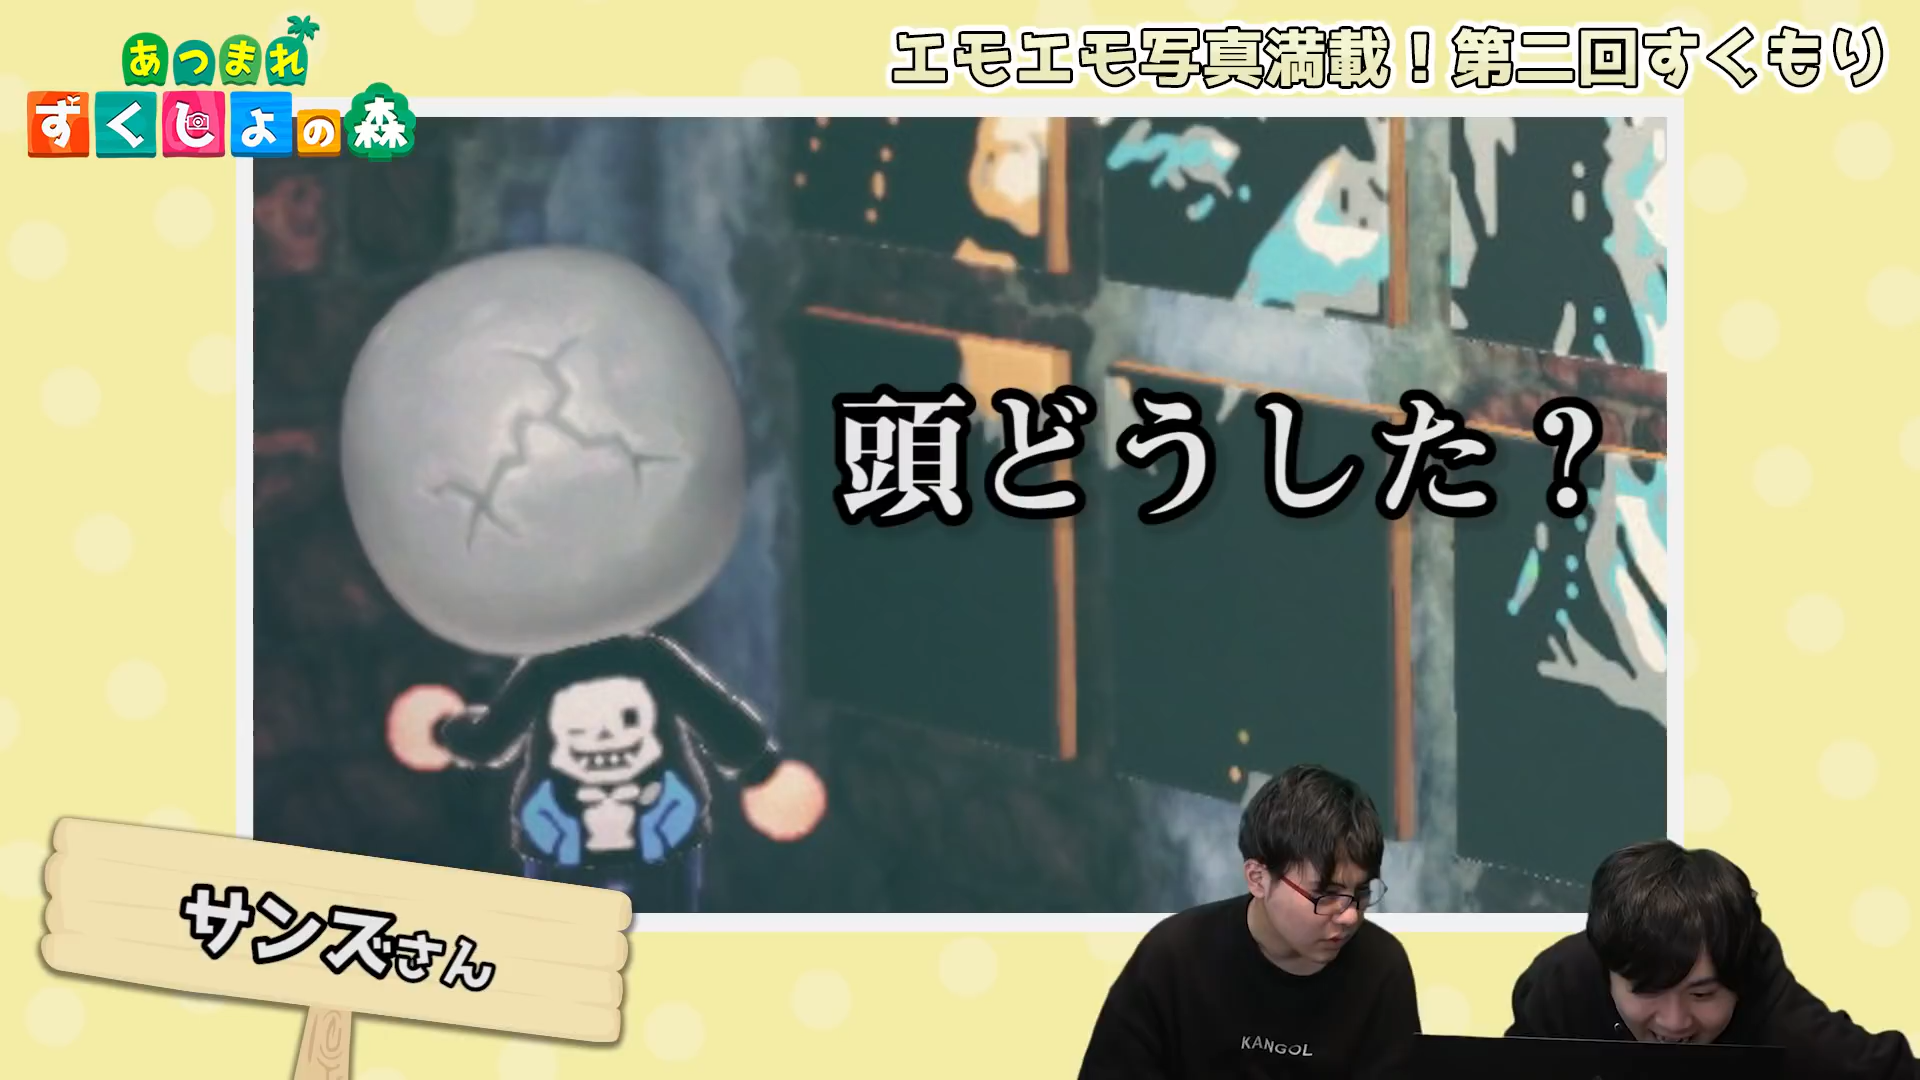 あつまれ
ずくしょの森
エモエモ写真満載！第二回すくもり
頭どうした？
サンズさん
KANGOL